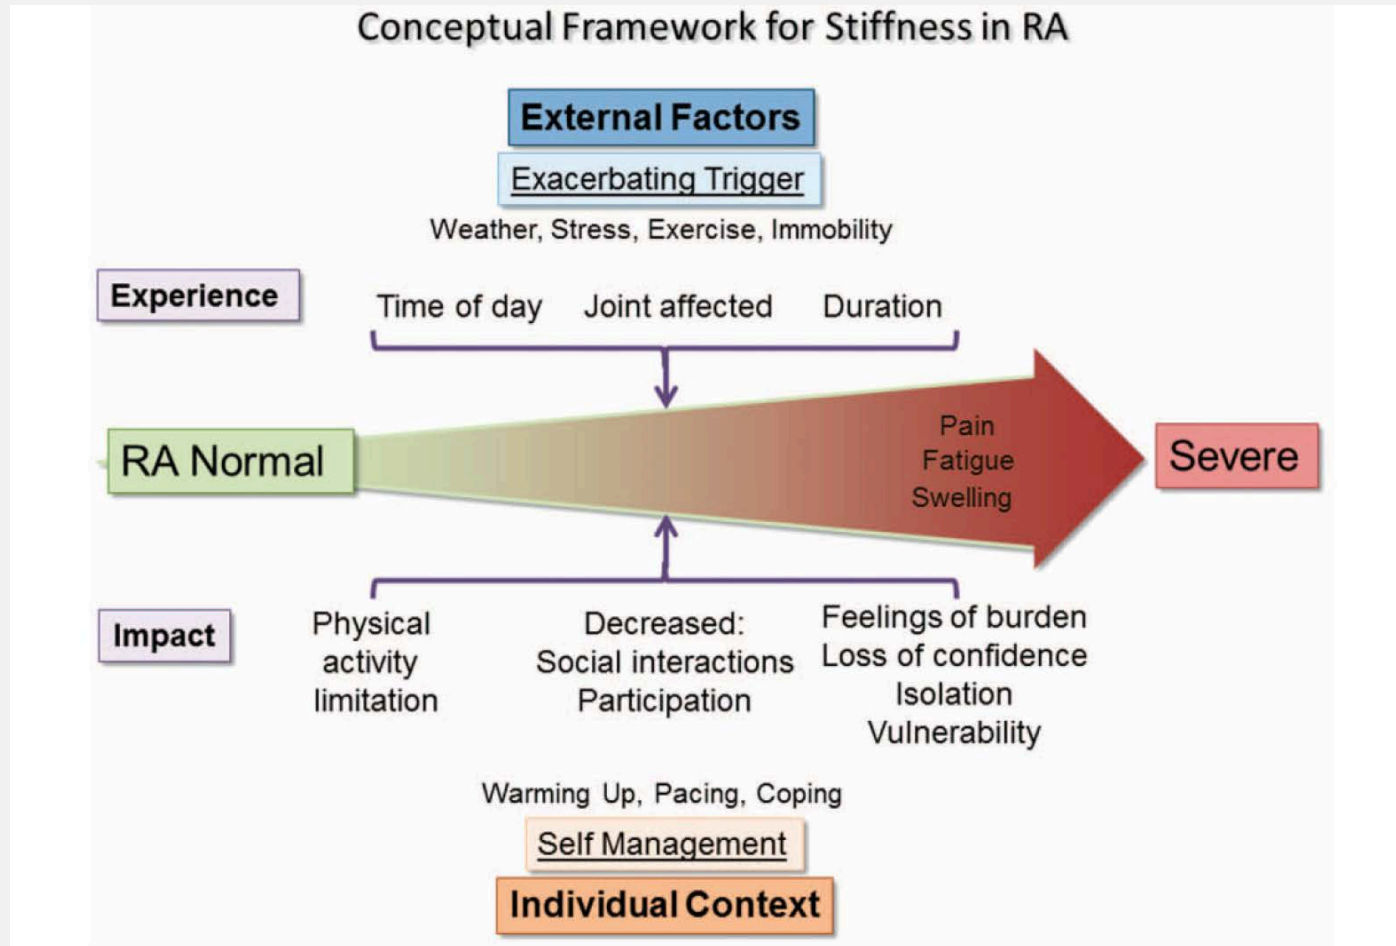 Conceptual Framework for Stiffness in RA
External Factors
Exacerbating Trigger
Weather, Stress, Exercise, Immobility
Experience
Time of day
Joint affected
Duration
RA Normal
Pain
Fatigue
Swelling
Severe
Impact
Physical
activity
limitation
Decreased:
Social interactions
Participation
Feelings of burden
Loss of confidence
Isolation
Vulnerability
Warming Up, Pacing, Coping
Self Management
Individual Context